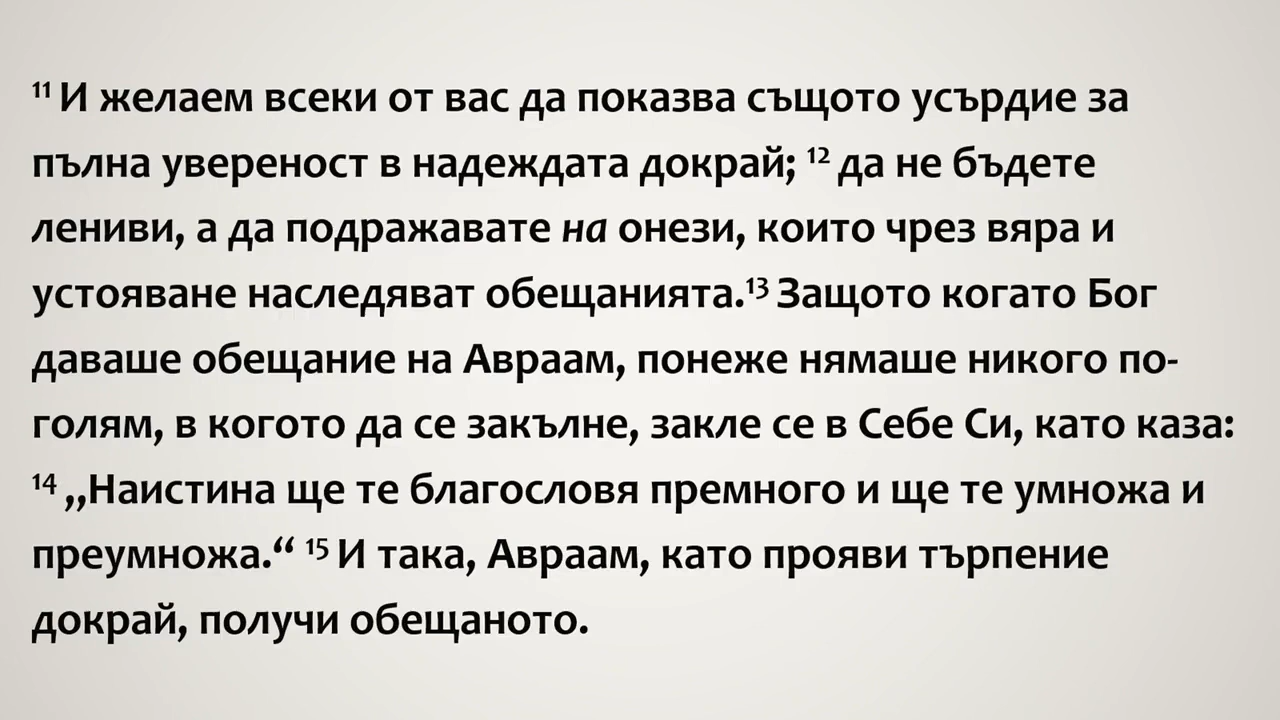 ¹¹ И желаем всеки от вас да показва същото усърдие за
пълна увереност в надеждата докрай; ¹² да не бъдете
лениви, а да подражавате на онези, които чрез вяра и
устояване наследяват обещанията.¹³ Защото когато Бог
даваше обещание на Авраам, понеже нямаше никого по-
голям, в когото да се закълне, закле се в Себе Си, като каза:
¹⁴ „Наистина ще те благословя премного и ще те умножа и
преумножа.“ ¹⁵ И така, Авраам, като прояви търпение
докрай, получи обещаното.